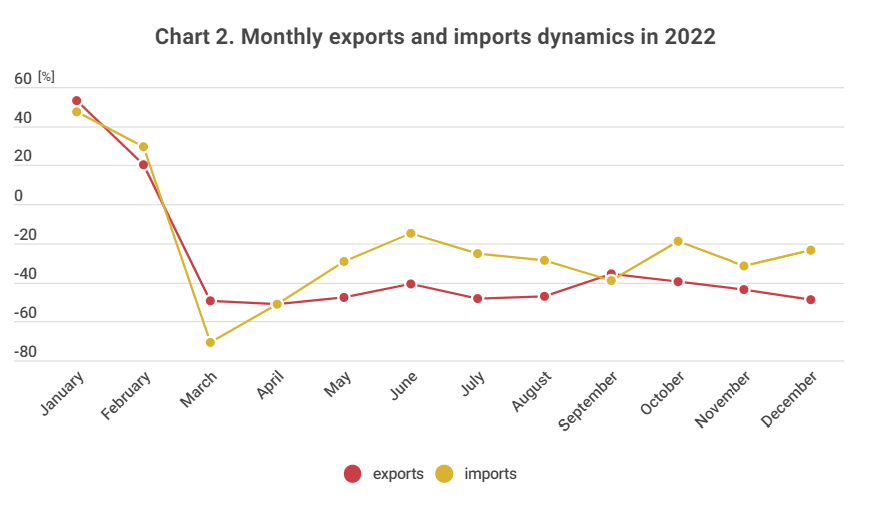 Chart 2. Monthly exports and imports dynamics in 2022
60 [%]
40
20
0
-20
-40
-60
-80
January February March April May June July August September October November December
exports imports